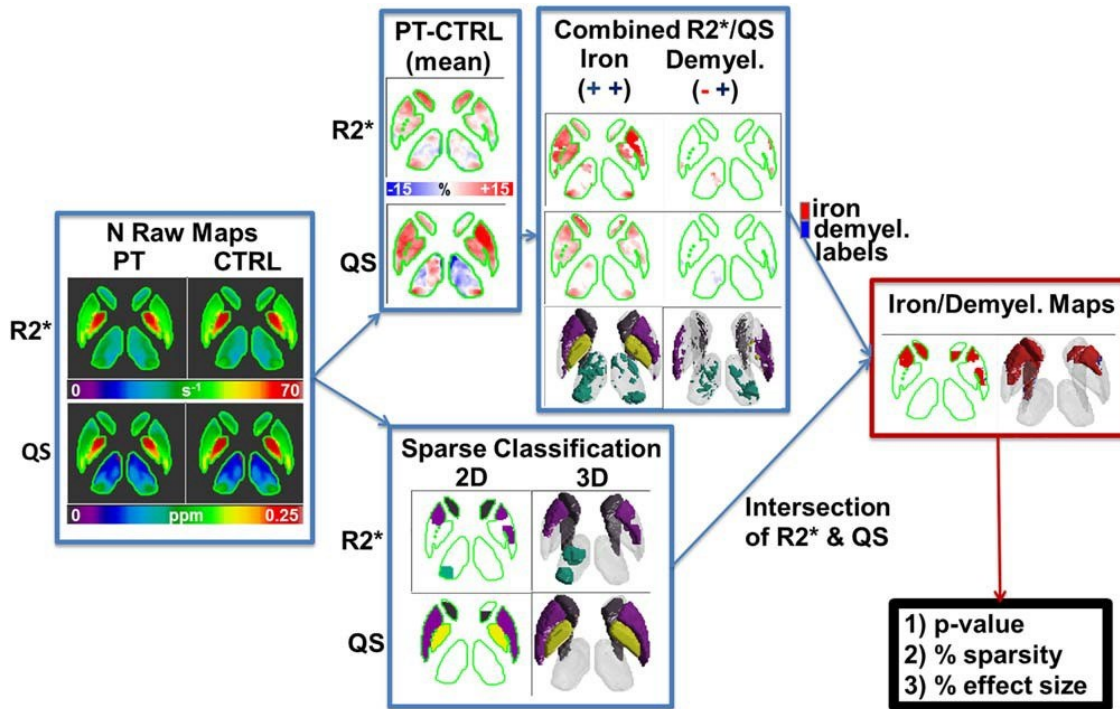 N Raw Maps
PT CTRL
R2*
0 s⁻¹ 70
QS
0 ppm 0.25
PT-CTRL
(mean)
R2*
-15 % +15
QS
Combined R2*/QS
Iron Demyel.
(+ +) (- +)
iron
demyel.
labels
Sparse Classification
2D 3D
R2*
QS
Intersection
of R2* & QS
Iron/Demyel. Maps
1) p-value
2) % sparsity
3) % effect size